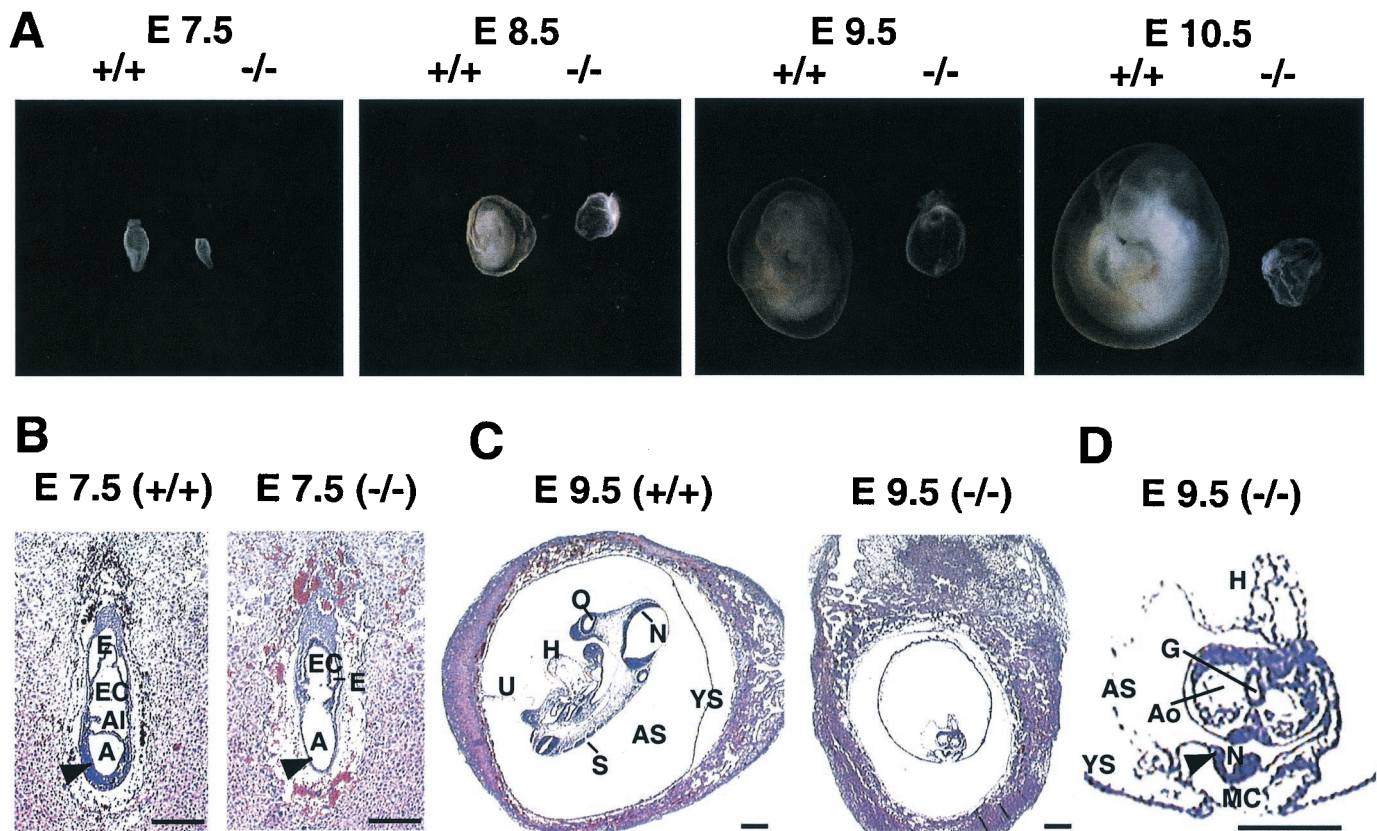 A
E 7.5
E 8.5
E 9.5
E 10.5
+/+
-/-
+/+
-/-
+/+
-/-
+/+
-/-
B
C
D
E 7.5 (+/+)
E 7.5 (-/-)
E 9.5 (+/+)
E 9.5 (-/-)
E 9.5 (-/-)
E
EC
Al
A
EC
E
A
O
N
H
U
YS
AS
S
H
G
AS
Ao
YS
N
MC